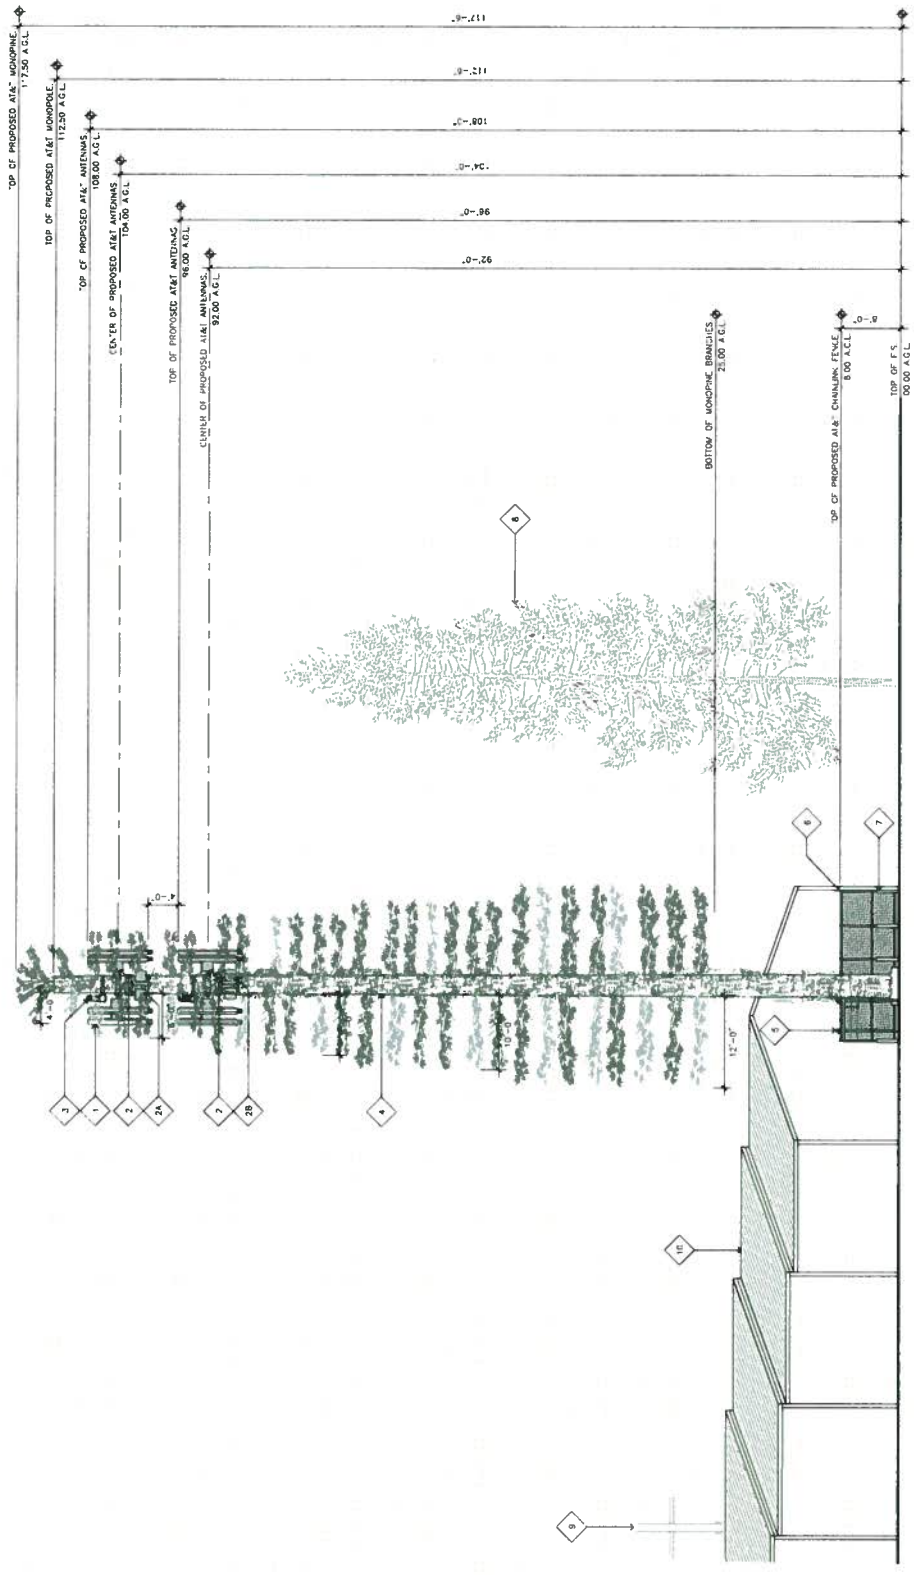 TOP OF PROPOSED AT&T MONOPINE
117.50 A.G.L.
TOP OF PROPOSED AT&T MONOPOLE
112.50 A.G.L.
TOP OF PROPOSED AT&T ANTENNAS
108.00 A.G.L.
CENTER OF PROPOSED AT&T ANTENNAS
104.00 A.G.L.
TOP OF PROPOSED AT&T ANTENNAS
96.00 A.G.L.
CENTER OF PROPOSED AT&T ANTENNAS
92.00 A.G.L.
BOTTOM OF MONOPINE BRANCHES
25.00 A.G.L.
TOP OF PROPOSED AT&T CHAINLINK FENCE
8.00 A.G.L.
TOP OF F.S.
00.00 A.G.L.
117'-6"
112'-6"
108'-0"
104'-0"
96'-0"
92'-0"
8'-0"
4'-0"
4'-0"
10'-0"
12'-0"
3
1
2
2A
2
2B
4
5
6
7
8
9
10